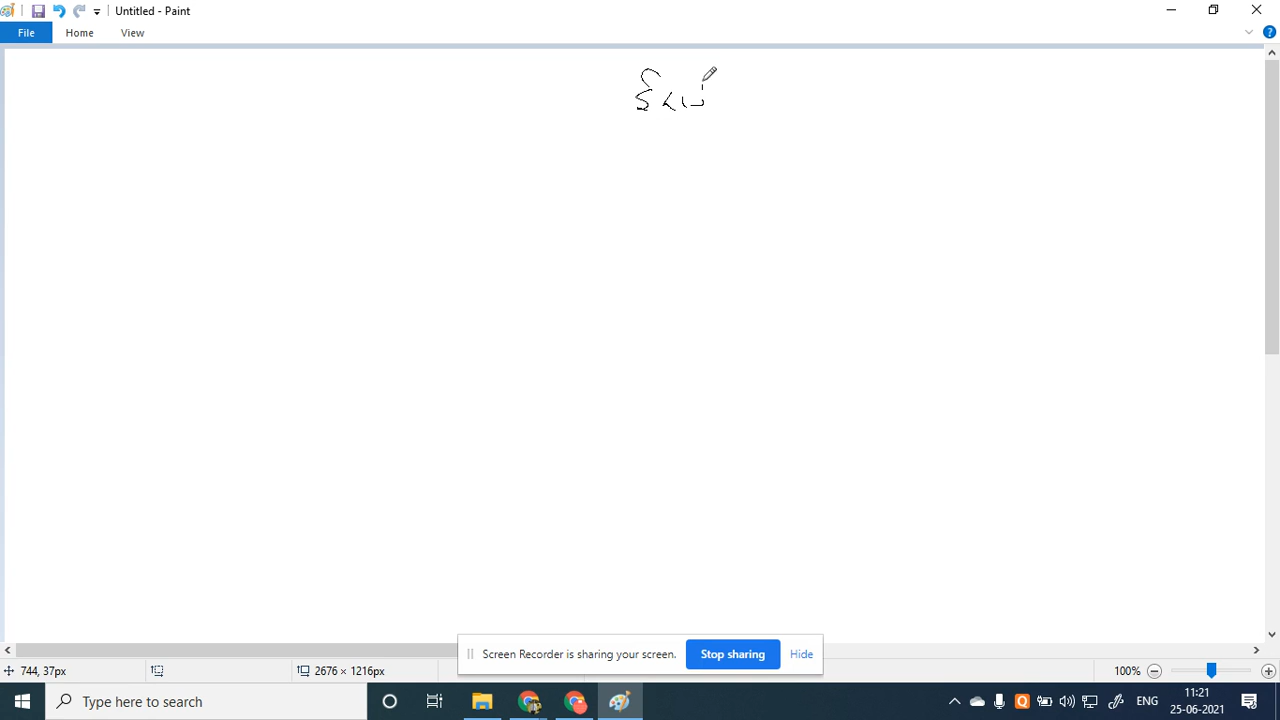 Untitled - Paint
File Home View
744, 37px 2676 × 1216px 100%
Screen Recorder is sharing your screen. Stop sharing Hide
Type here to search ENG 11:21
25-06-2021